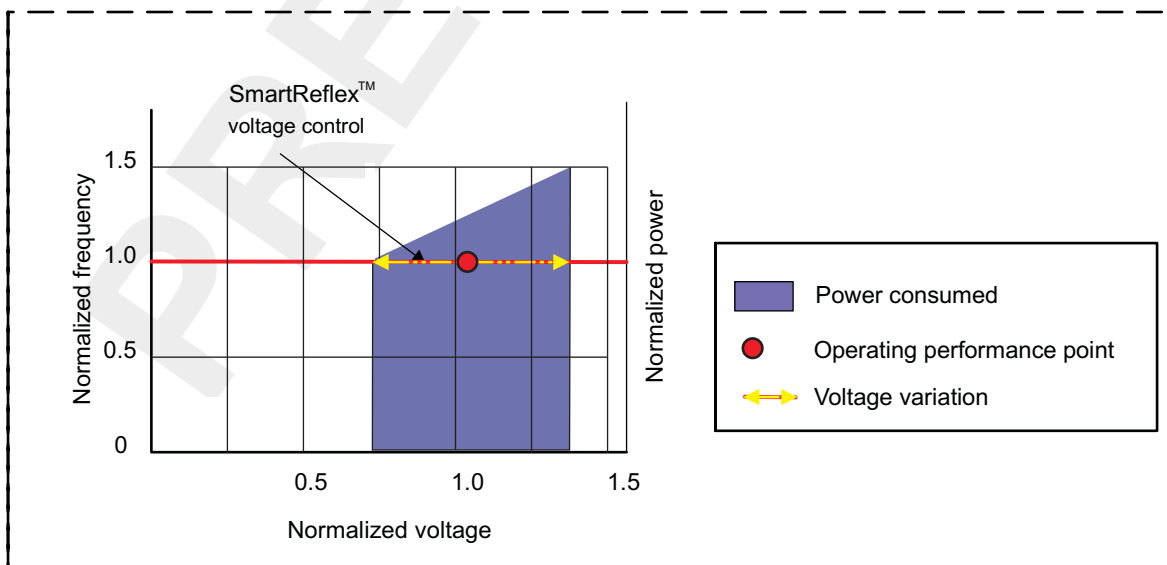 SmartReflex™
voltage control
1.5
1.0
0.5
0
Normalized frequency
0.5
1.0
1.5
Normalized voltage
Normalized power
Power consumed
Operating performance point
Voltage variation
PRE